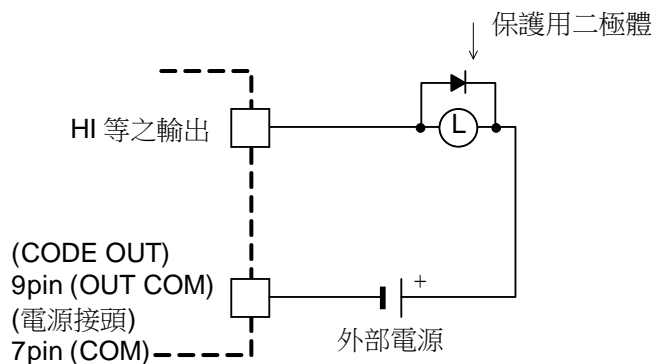 保護用二極體
HI 等之輸出
L
(CODE OUT)
9pin (OUT COM)
(電源接頭)
7pin (COM)
+
外部電源